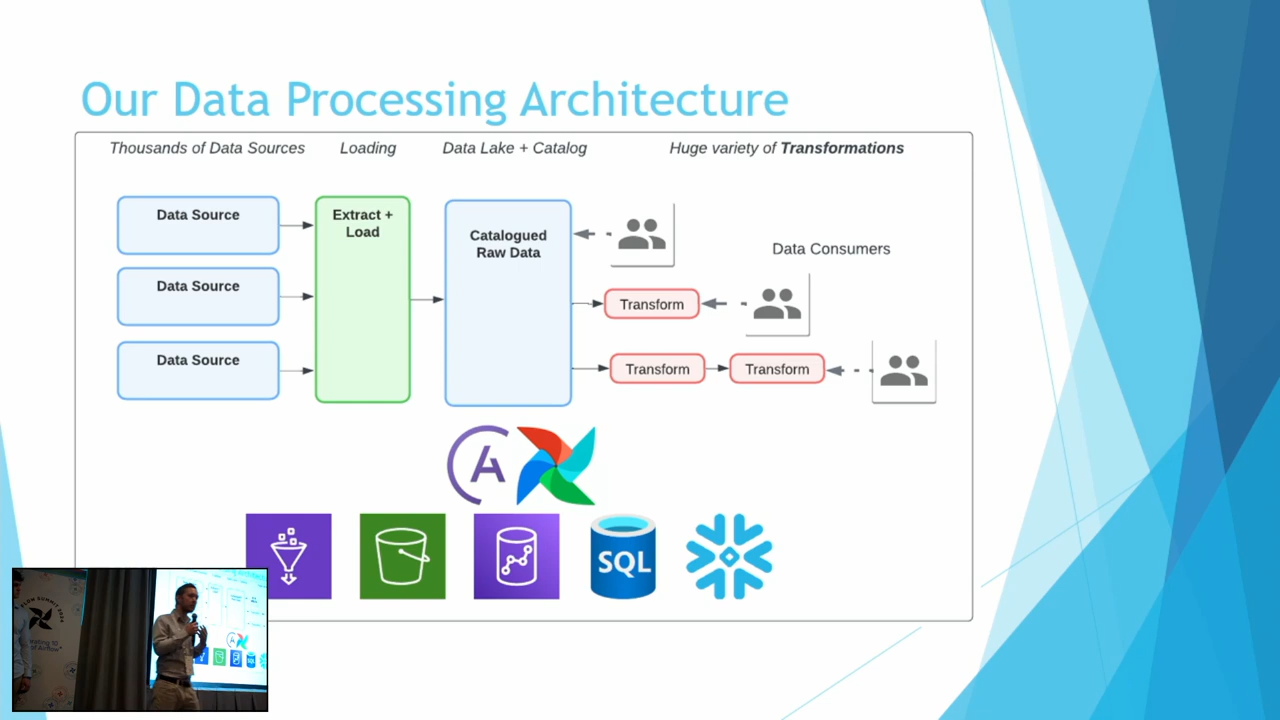 Our Data Processing Architecture
Thousands of Data Sources
Loading
Data Lake + Catalog
Huge variety of Transformations
Data Source
Data Source
Data Source
Extract +
Load
Catalogued
Raw Data
Data Consumers
Transform
Transform
Transform
A
SQL